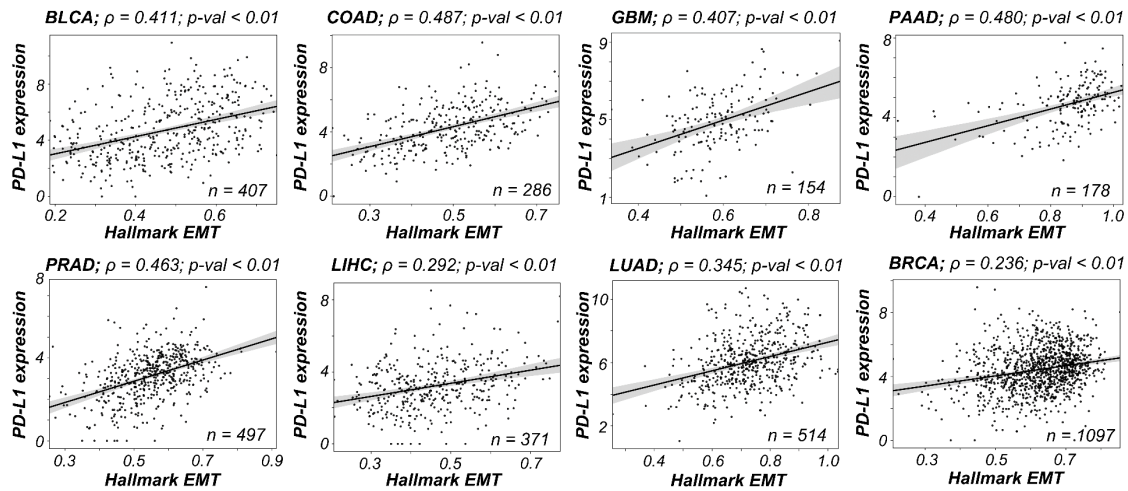 BLCA; ρ = 0.411; p-val < 0.01
PD-L1 expression
8
4
0
n = 407
0.2
0.4
0.6
Hallmark EMT
COAD; ρ = 0.487; p-val < 0.01
PD-L1 expression
8
4
0
n = 286
0.3
0.5
0.7
Hallmark EMT
GBM; ρ = 0.407; p-val < 0.01
PD-L1 expression
9
5
1
n = 154
0.4
0.6
0.8
Hallmark EMT
PAAD; ρ = 0.480; p-val < 0.01
PD-L1 expression
8
4
0
n = 178
0.4
0.6
0.8
1.0
Hallmark EMT
PRAD; ρ = 0.463; p-val < 0.01
PD-L1 expression
8
4
0
n = 497
0.3
0.5
0.7
0.9
Hallmark EMT
LIHC; ρ = 0.292; p-val < 0.01
PD-L1 expression
8
4
0
n = 371
0.3
0.5
0.7
Hallmark EMT
LUAD; ρ = 0.345; p-val < 0.01
PD-L1 expression
10
6
2
n = 514
0.4
0.6
0.8
1.0
Hallmark EMT
BRCA; ρ = 0.236; p-val < 0.01
PD-L1 expression
8
4
0
n = 1097
0.3
0.5
0.7
Hallmark EMT